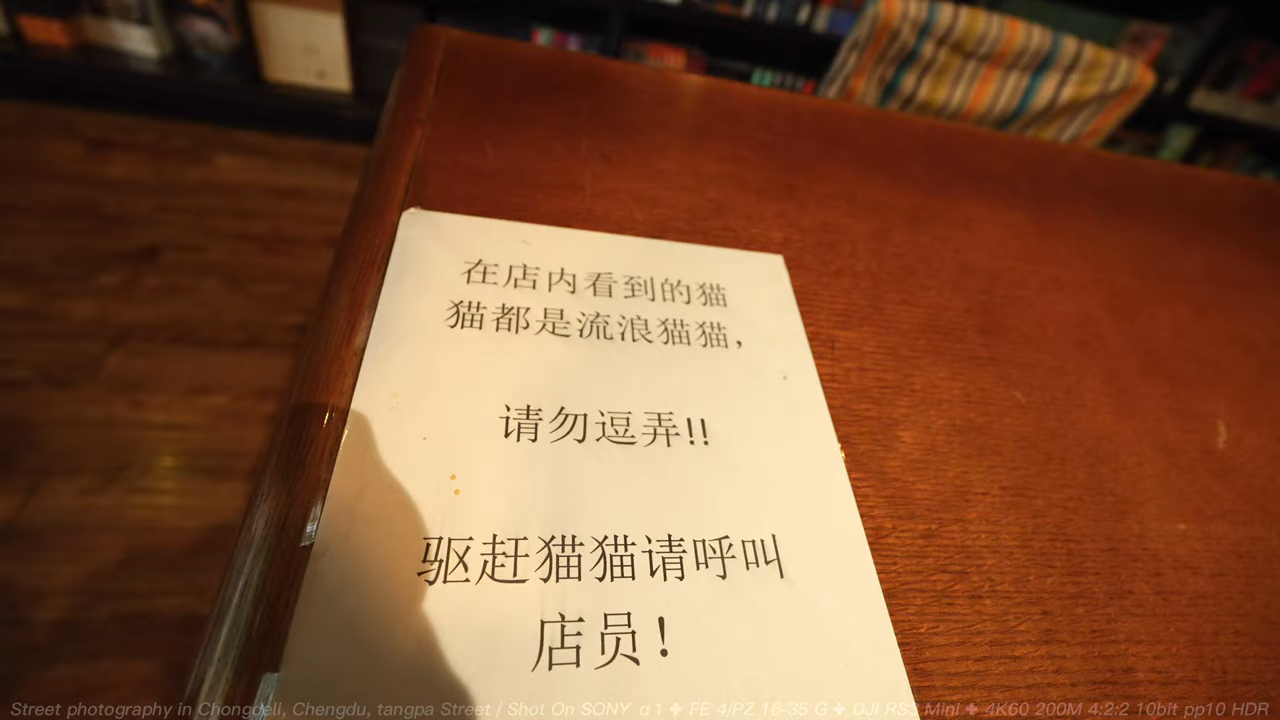 在店内看到的猫
猫都是流浪猫猫，
请勿逗弄!!
驱赶猫猫请呼叫
店员！
Street photography in Chongdeli, Chengdu, tangpa Street / Shot On SONY α1 ✦ FE 4/PZ 16-35 G ✦ DJI RS3 Mini ✦ 4K60 200M 4:2:2 10bit pp10 HDR